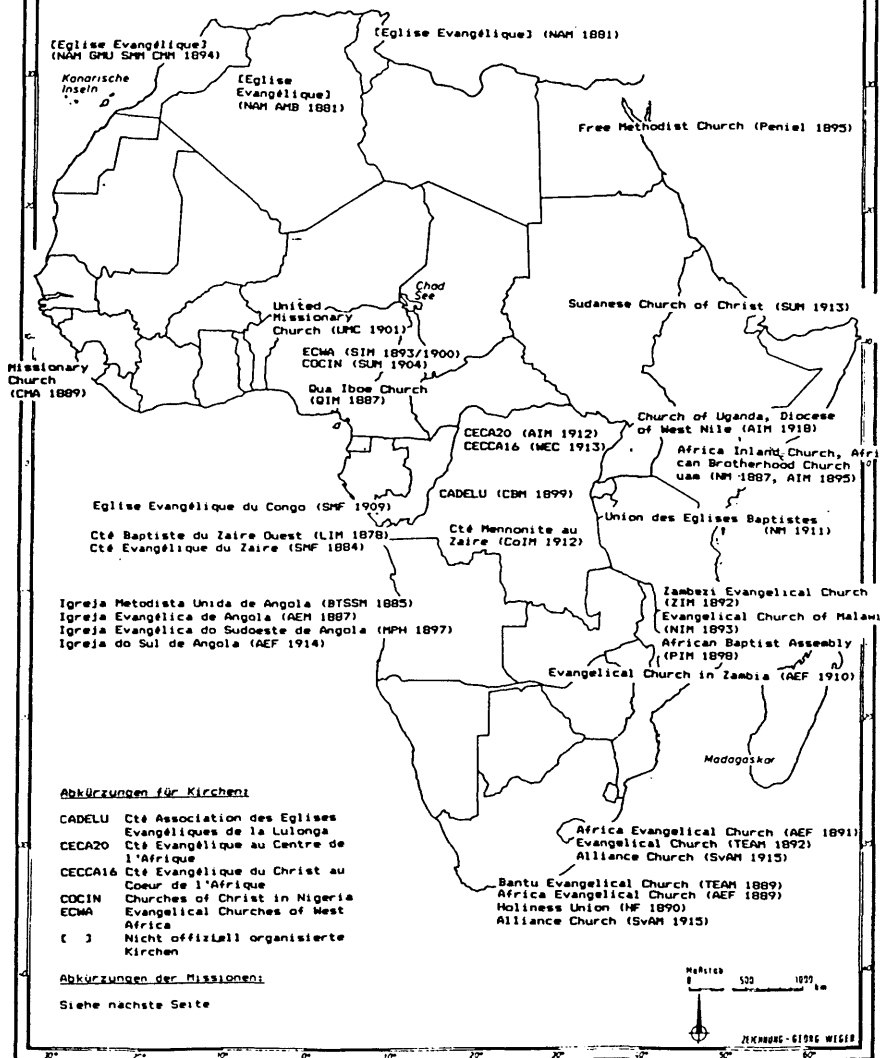 [Eglise Evangélique] (NAM 1881)
[Eglise Evangélique]
(NAM GMU SMM CMM 1894)
Kanarische
Inseln
[Eglise
Evangélique]
(NAM AMB 1881)
Free Methodist Church (Peniel 1895)
Chad
See
United
Missionary
Church (UMC 1901)
Sudanese Church of Christ (SUM 1913)
ECWA (SIM 1893/1900)
COCIN (SUM 1904)
Missionary
Church
(CMA 1889)
Qua Iboe Church
(QIM 1887)
Church of Uganda, Diocese
of West Nile (AIM 1918)
CECA20 (AIM 1912)
CECCA16 (WEC 1913)
Africa Inland Church, Afri
can Brotherhood Church
uam (NM 1887, AIM 1895)
CADELU (CBM 1899)
Eglise Evangélique du Congo (SMF 1909)
Union des Eglises Baptistes
(NM 1911)
Cté Baptiste du Zaire Ouest (LIM 1878)
Cté Evangélique du Zaire (SMF 1884)
Cté Mennonite au
Zaire (CoIM 1912)
Igreja Metodista Unida de Angola (BTSSM 1885)
Igreja Evangélica de Angola (AEM 1887)
Igreja Evangélica do Sudoeste de Angola (MPH 1897)
Igreja do Sul de Angola (AEF 1914)
Zambezi Evangelical Church
(ZIM 1892)
Evangelical Church of Malawi
(NIM 1893)
African Baptist Assembly
(PIM 1898)
Evangelical Church in Zambia (AEF 1910)
Madagaskar
Abkürzungen für Kirchen:
CADELU Cté Association des Eglises
Evangéliques de la Lulonga
CECA20 Cté Evangélique au Centre de
l'Afrique
CECCA16 Cté Evangélique du Christ au
Coeur de l'Afrique
COCIN Churches of Christ in Nigeria
ECWA Evangelical Churches of West
Africa
[ ] Nicht offiziell organisierte
Kirchen
Abkürzungen der Missionen:
Siehe nächste Seite
Africa Evangelical Church (AEF 1891)
Evangelical Church (TEAM 1892)
Alliance Church (SvAM 1915)
Bantu Evangelical Church (TEAM 1889)
Africa Evangelical Church (AEF 1889)
Holiness Union (HF 1890)
Alliance Church (SvAM 1915)
Maßstab
0 500 1000
km
ZEICHNUNG - GEORG WEGER